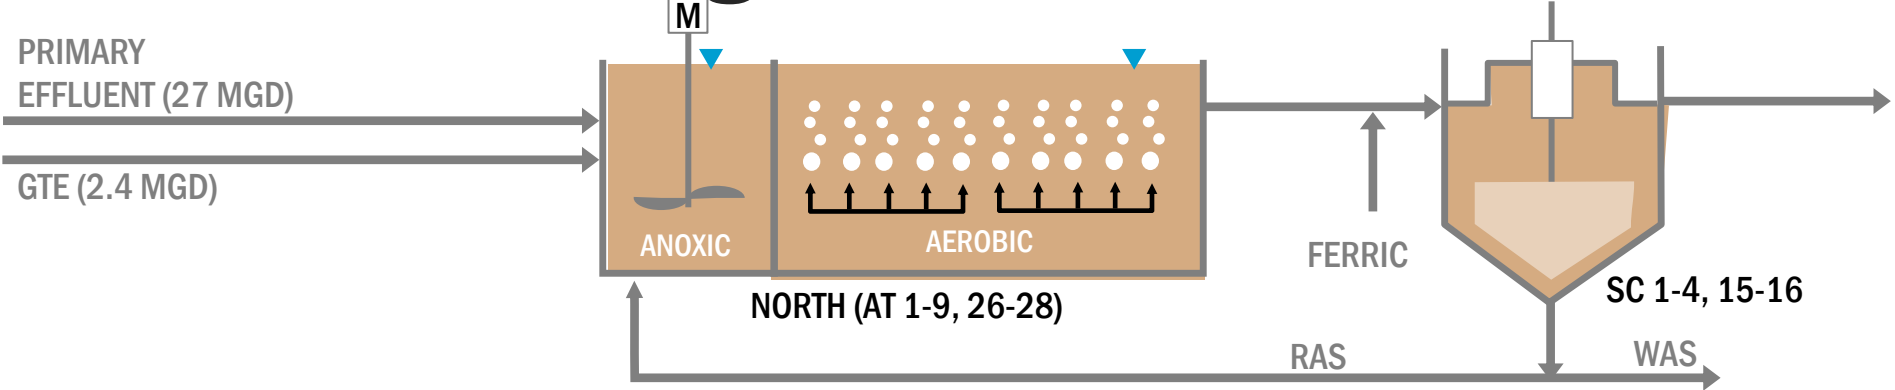 M
PRIMARY
EFFLUENT (27 MGD)
GTE (2.4 MGD)
ANOXIC
AEROBIC
FERRIC
NORTH (AT 1-9, 26-28)
SC 1-4, 15-16
RAS
WAS